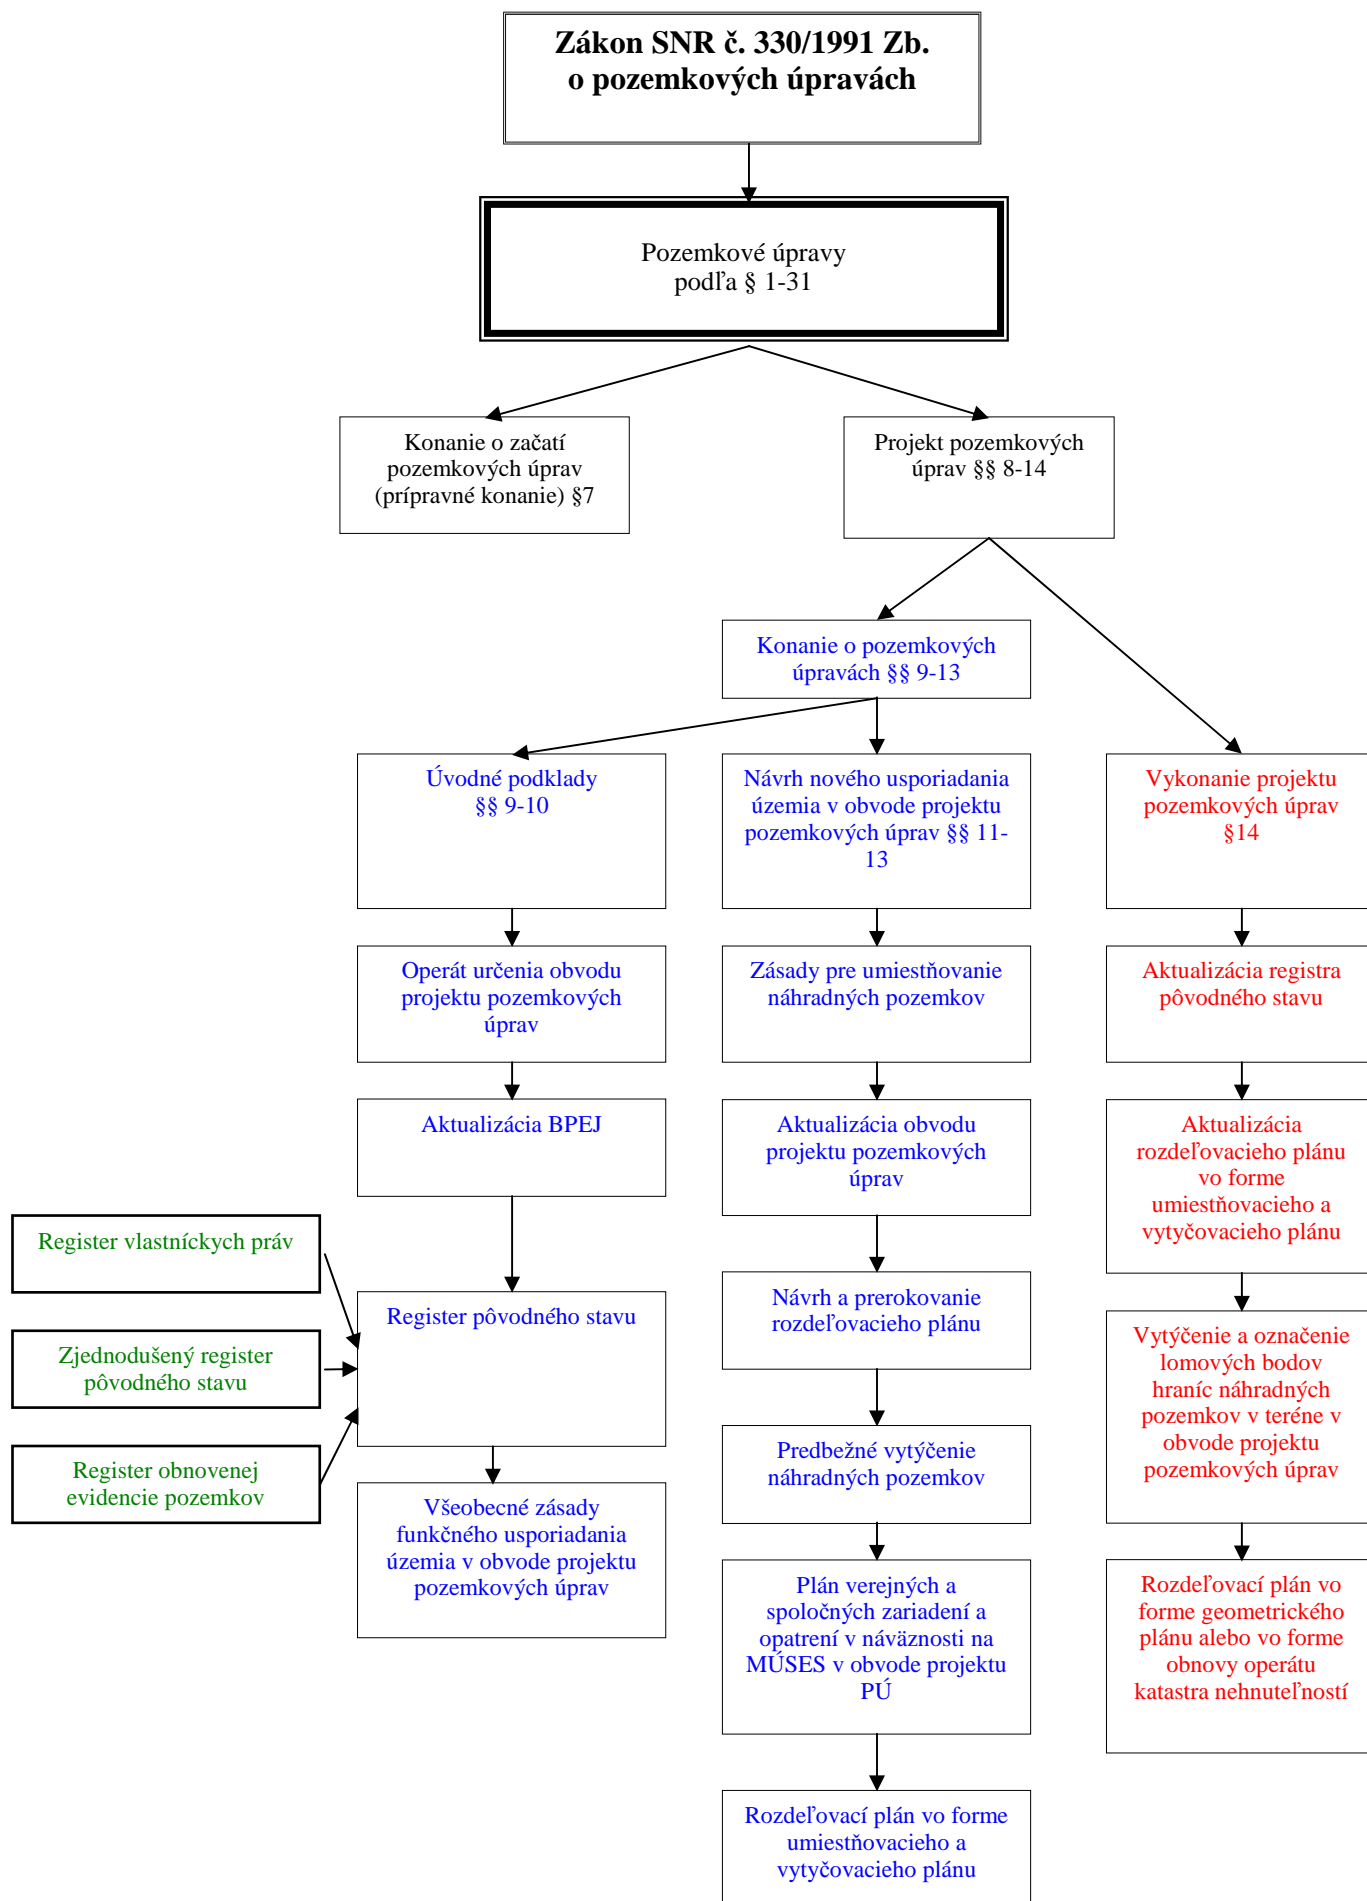 Zákon SNR č. 330/1991 Zb.
o pozemkových úpravách
Pozemkové úpravy
podľa § 1-31
Konanie o začatí
pozemkových úprav
(prípravné konanie) §7
Projekt pozemkových
úprav §§ 8-14
Konanie o pozemkových
úpravách §§ 9-13
Úvodné podklady
§§ 9-10
Návrh nového usporiadania
územia v obvode projektu
pozemkových úprav §§ 11-
13
Vykonanie projektu
pozemkových úprav
§14
Operát určenia obvodu
projektu pozemkových
úprav
Zásady pre umiestňovanie
náhradných pozemkov
Aktualizácia registra
pôvodného stavu
Aktualizácia BPEJ
Aktualizácia obvodu
projektu pozemkových
úprav
Aktualizácia
rozdeľovacieho plánu
vo forme
umiestňovacieho a
vytyčovacieho plánu
Register vlastníckych práv
Zjednodušený register
pôvodného stavu
Register obnovenej
evidencie pozemkov
Register pôvodného stavu
Návrh a prerokovanie
rozdeľovacieho plánu
Vytýčenie a označenie
lomových bodov
hraníc náhradných
pozemkov v teréne v
obvode projektu
pozemkových úprav
Predbežné vytýčenie
náhradných pozemkov
Všeobecné zásady
funkčného usporiadania
územia v obvode projektu
pozemkových úprav
Plán verejných a
spoločných zariadení a
opatrení v náväznosti na
MÚSES v obvode projektu
PÚ
Rozdeľovací plán vo
forme geometrického
plánu alebo vo forme
obnovy operátu
katastra nehnuteľností
Rozdeľovací plán vo forme
umiestňovacieho a
vytyčovacieho plánu